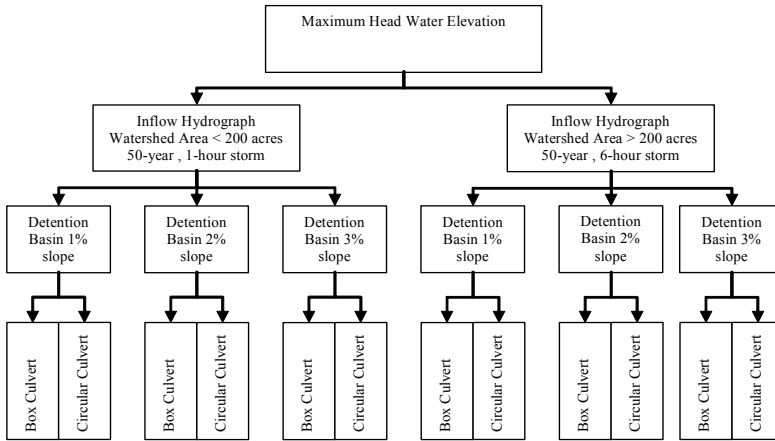 Maximum Head Water Elevation
Inflow Hydrograph
Watershed Area < 200 acres
50-year , 1-hour storm
Inflow Hydrograph
Watershed Area > 200 acres
50-year , 6-hour storm
Detention
Basin 1%
slope
Detention
Basin 2%
slope
Detention
Basin 3%
slope
Detention
Basin 1%
slope
Detention
Basin 2%
slope
Detention
Basin 3%
slope
Box Culvert
Circular Culvert
Box Culvert
Circular Culvert
Box Culvert
Circular Culvert
Box Culvert
Circular Culvert
Box Culvert
Circular Culvert
Box Culvert
Circular Culvert